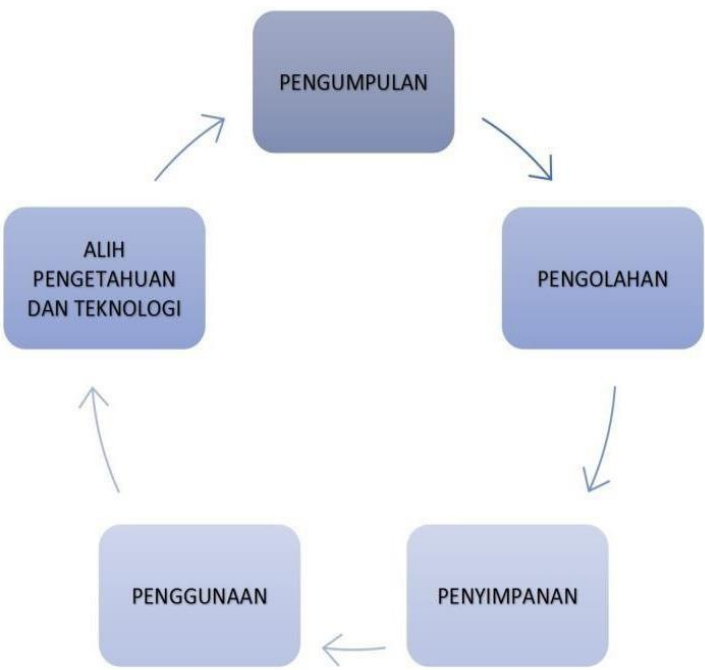 PENGUMPULAN
PENGOLAHAN
PENYIMPANAN
PENGGUNAAN
ALIH
PENGETAHUAN
DAN TEKNOLOGI